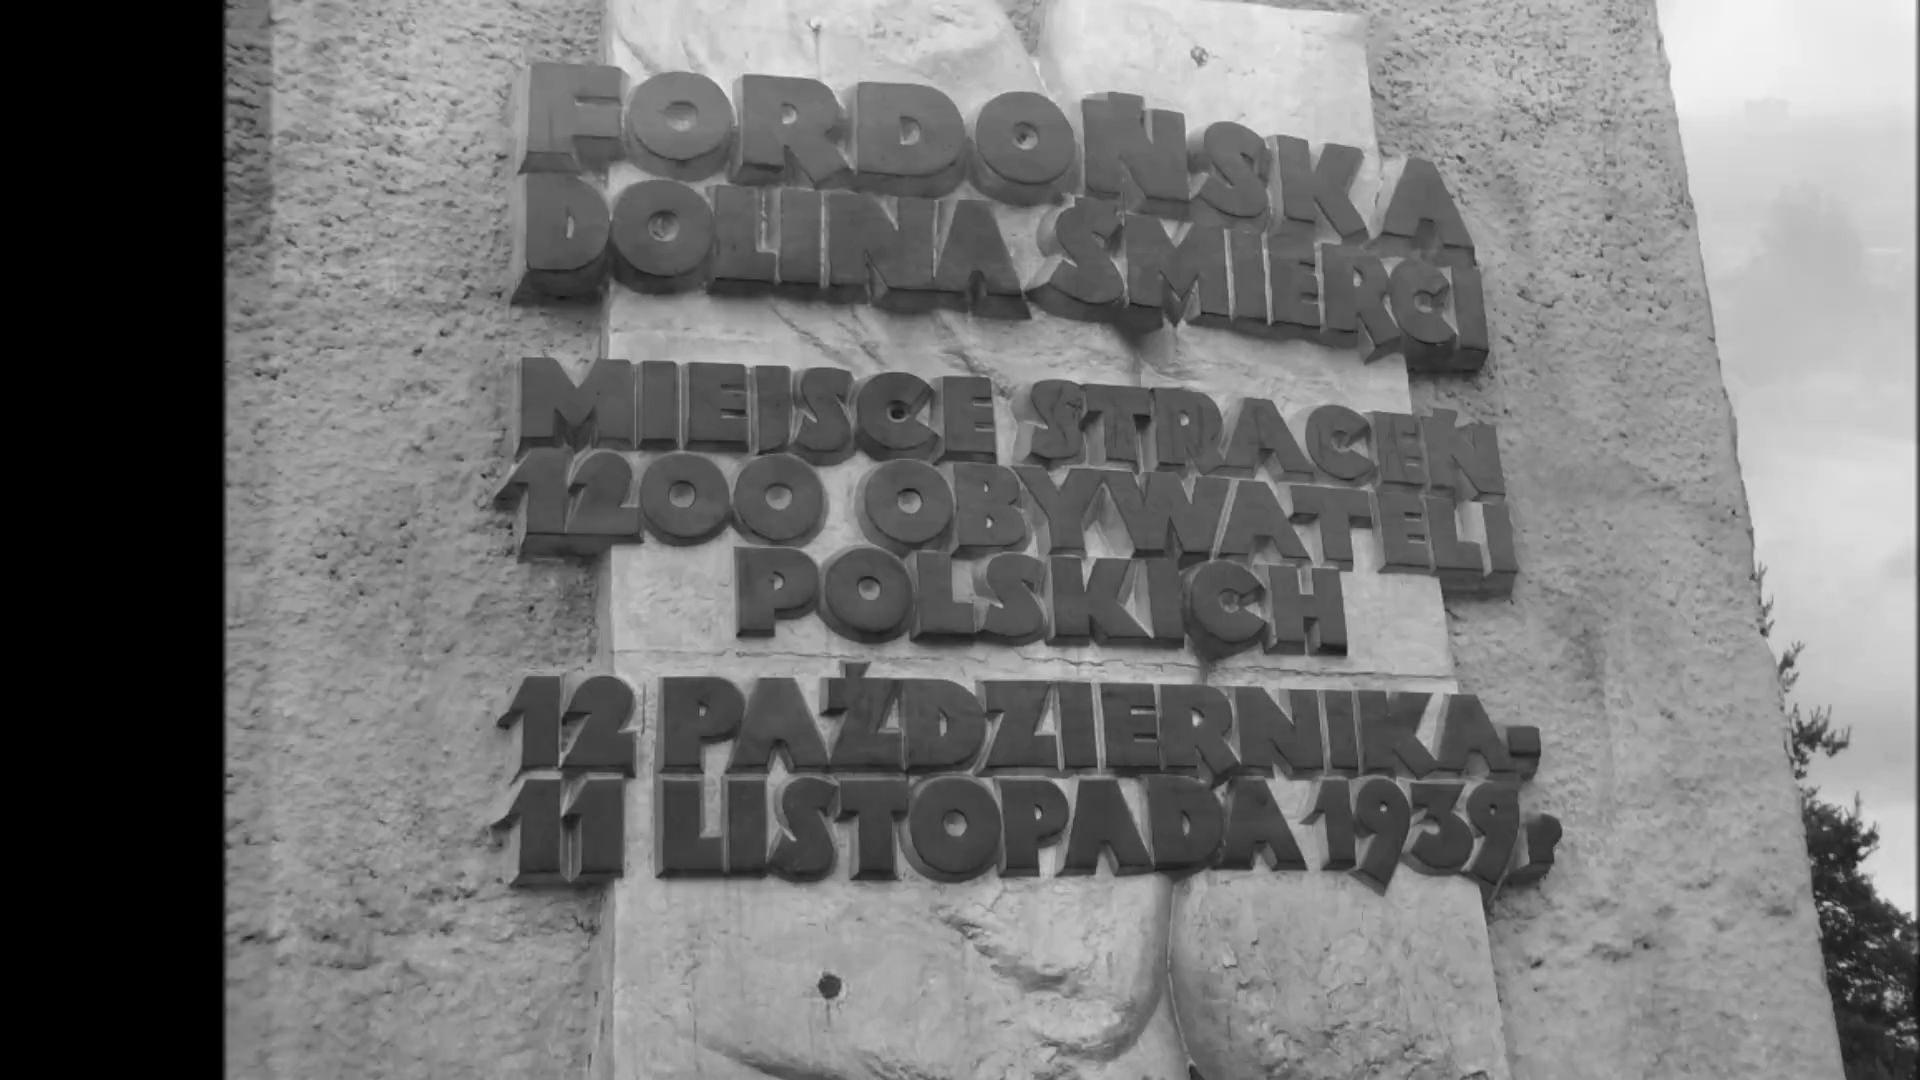 FORDOŃSKA
DOLINA ŚMIERCI
MIEJSCE STRACEŃ
1200 OBYWATELI
POLSKICH
12 PAŹDZIERNIKA-
11 LISTOPADA 1939,